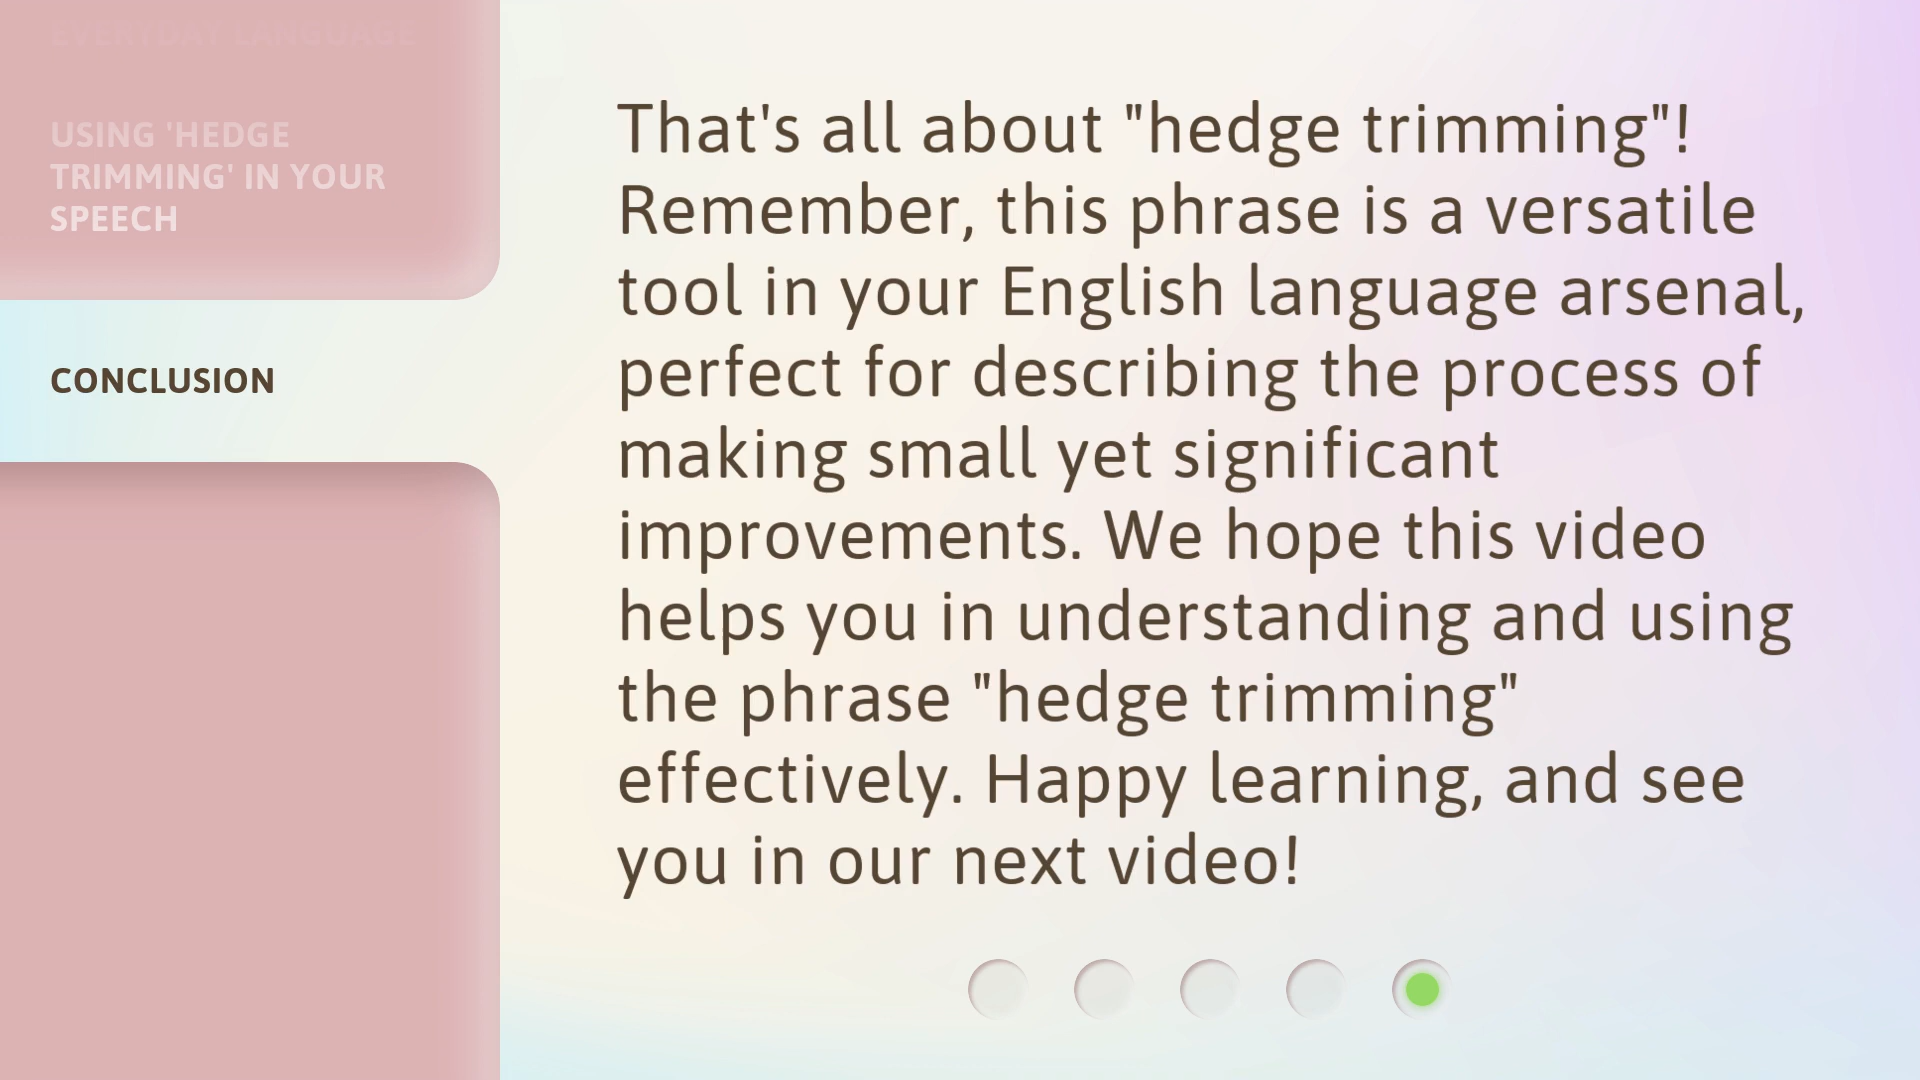 EVERYDAY LANGUAGE
USING 'HEDGE
TRIMMING' IN YOUR
SPEECH
CONCLUSION
That's all about "hedge trimming"!
Remember, this phrase is a versatile
tool in your English language arsenal,
perfect for describing the process of
making small yet significant
improvements. We hope this video
helps you in understanding and using
the phrase "hedge trimming"
effectively. Happy learning, and see
you in our next video!